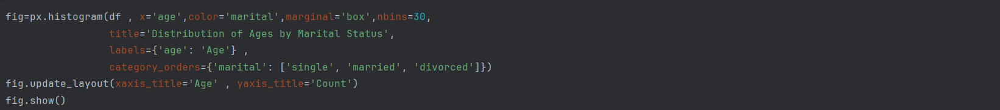 fig=px.histogram(df , x='age',color='marital',marginal='box',nbins=30,
                 title='Distribution of Ages by Marital Status',
                 labels={'age': 'Age'} ,
                 category_orders={'marital': ['single', 'married', 'divorced']})
fig.update_layout(xaxis_title='Age' , yaxis_title='Count')
fig.show()